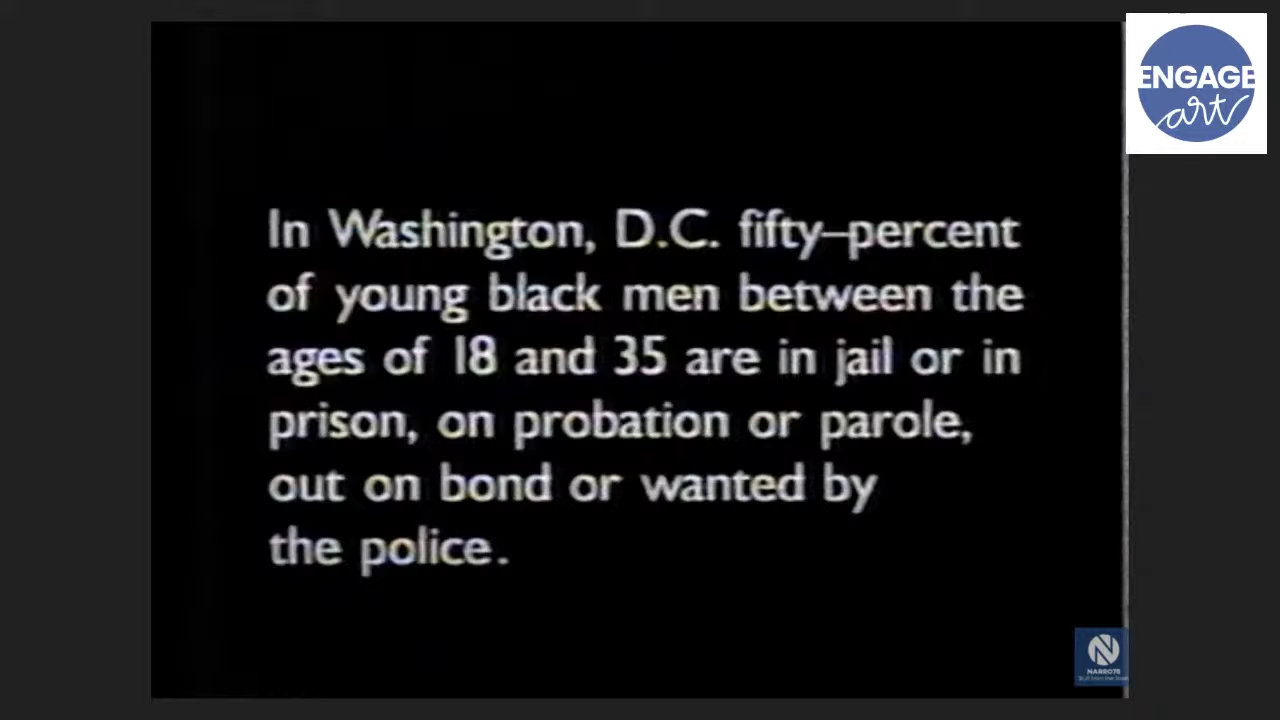 ENGAGE
art
In Washington, D.C. fifty–percent
of young black men between the
ages of 18 and 35 are in jail or in
prison, on probation or parole,
out on bond or wanted by
the police.
N